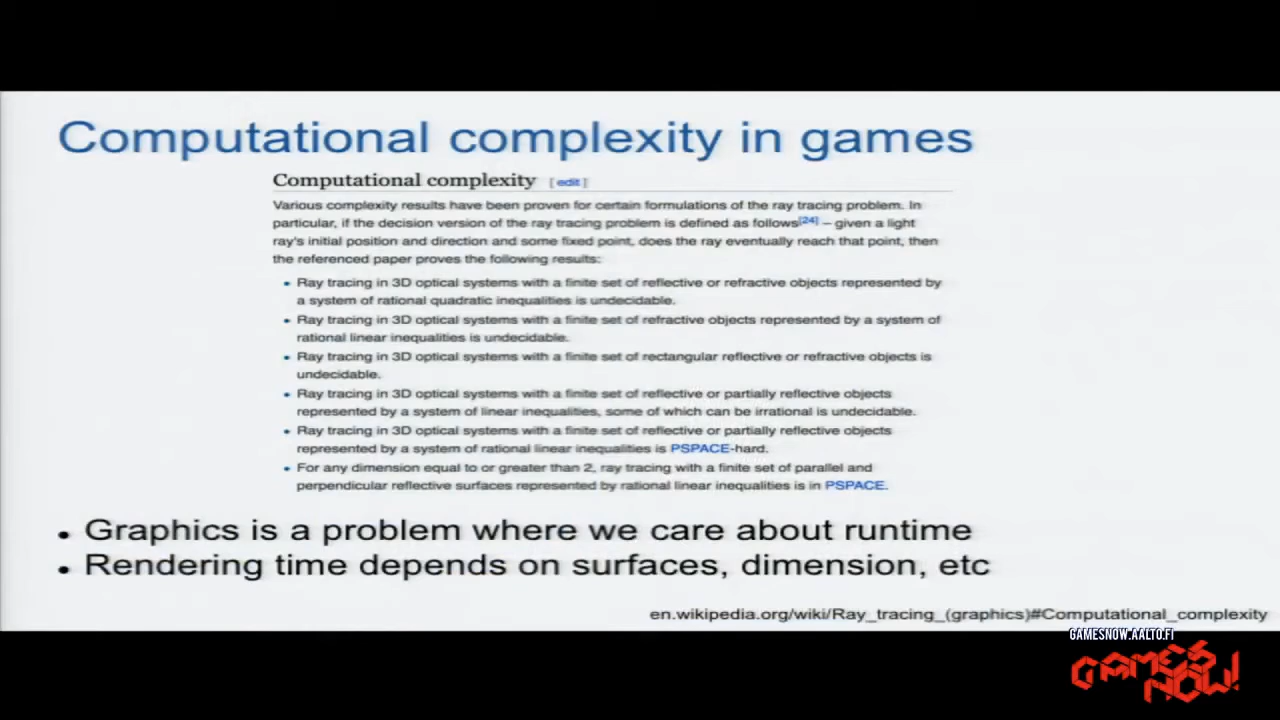 Computational complexity in games
Computational complexity [ edit ]
Various complexity results have been proven for certain formulations of the ray tracing problem. In
particular, if the decision version of the ray tracing problem is defined as follows[24] – given a light
ray's initial position and direction and some fixed point, does the ray eventually reach that point, then
the referenced paper proves the following results:
• Ray tracing in 3D optical systems with a finite set of reflective or refractive objects represented by
a system of rational quadratic inequalities is undecidable.
• Ray tracing in 3D optical systems with a finite set of refractive objects represented by a system of
rational linear inequalities is undecidable.
• Ray tracing in 3D optical systems with a finite set of rectangular reflective or refractive objects is
undecidable.
• Ray tracing in 3D optical systems with a finite set of reflective or partially reflective objects
represented by a system of linear inequalities, some of which can be irrational is undecidable.
• Ray tracing in 3D optical systems with a finite set of reflective or partially reflective objects
represented by a system of rational linear inequalities is PSPACE-hard.
• For any dimension equal to or greater than 2, ray tracing with a finite set of parallel and
perpendicular reflective surfaces represented by rational linear inequalities is in PSPACE.
• Graphics is a problem where we care about runtime
• Rendering time depends on surfaces, dimension, etc
en.wikipedia.org/wiki/Ray_tracing_(graphics)#Computational_complexity
GAMESNOW.AALTO.FI
GAMES
NOW!